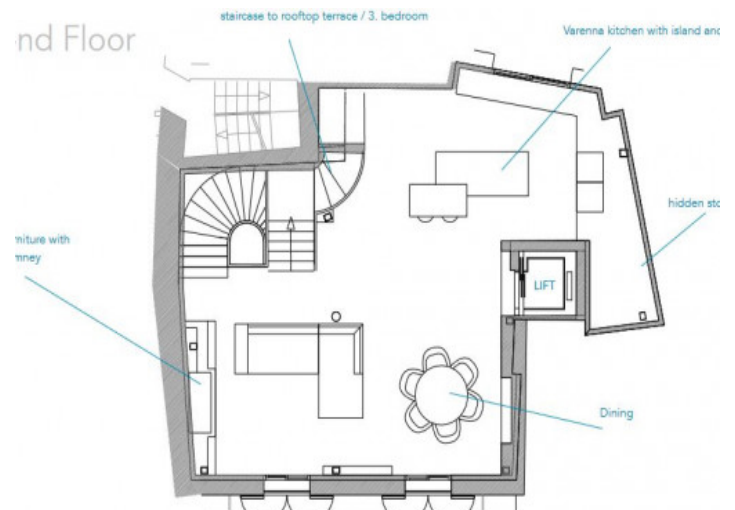 staircase to rooftop terrace / 3. bedroom
nd Floor
Varenna kitchen with island and
hidden sto
rniture with
mney
LIFT
Dining